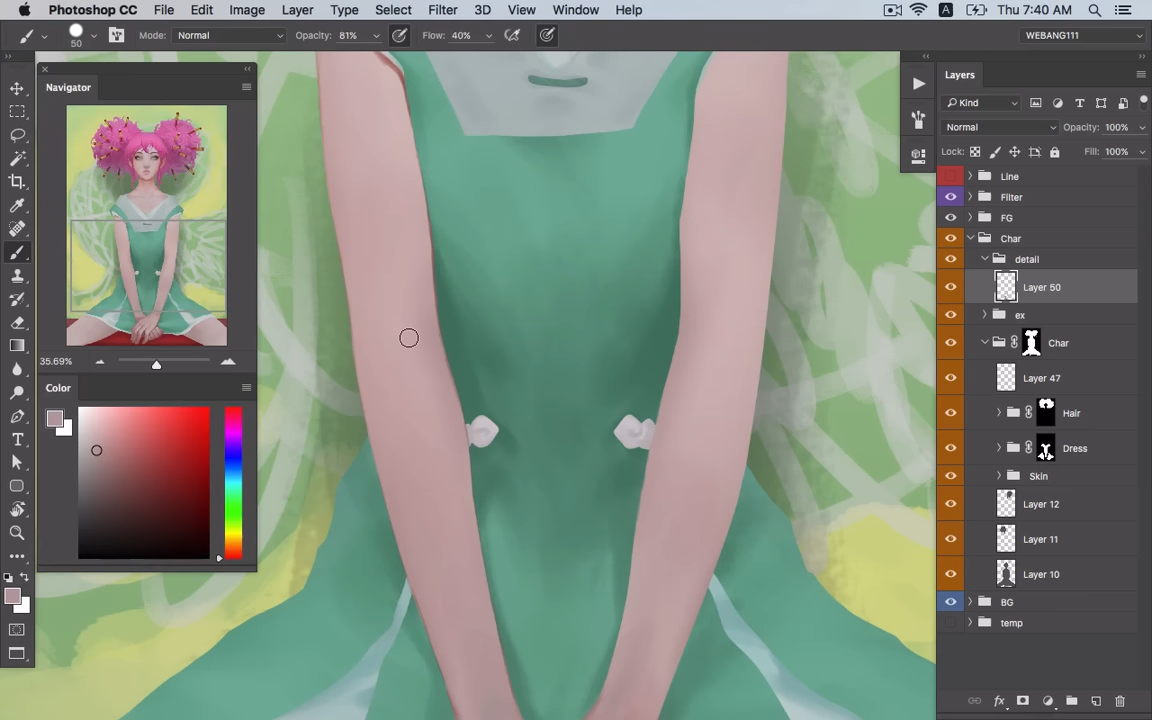 Photoshop CC File Edit Image Layer Type Select Filter 3D View Window Help A Thu 7:40 AM
50 Mode: Normal Opacity: 81% Flow: 40% WEBANG111
Navigator
35.69%
Color
Layers
Kind
Normal Opacity: 100%
Lock: Fill: 100%
Line
Filter
FG
Char
detail
Layer 50
ex
Char
Layer 47
Hair
Dress
Skin
Layer 12
Layer 11
Layer 10
BG
temp
fx